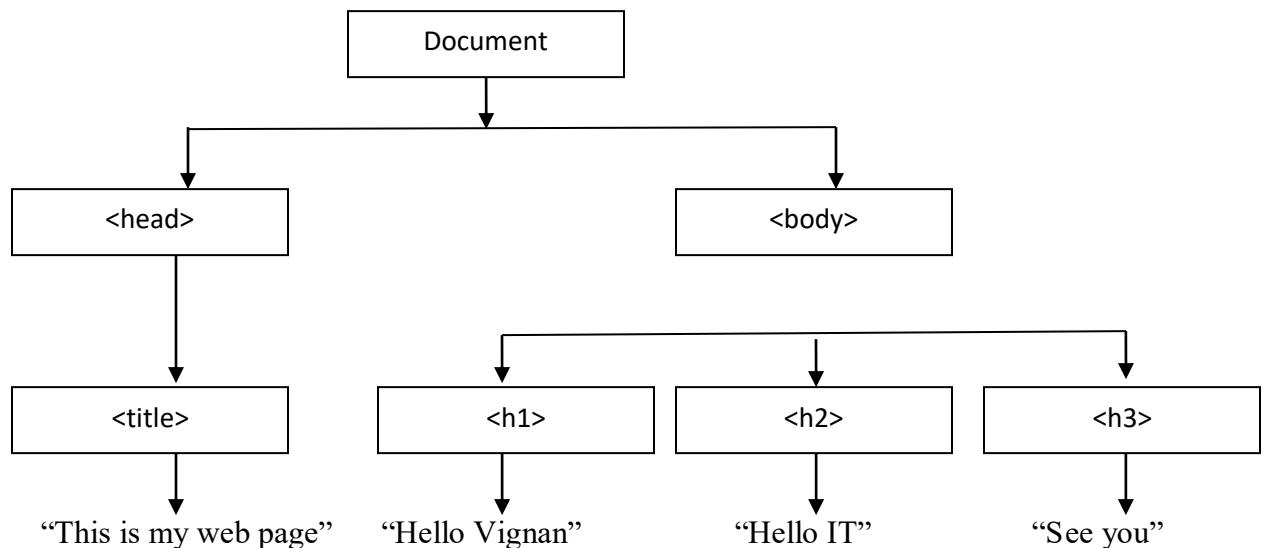 Document
<head>
<body>
<title>
<h1>
<h2>
<h3>
“This is my web page”
“Hello Vignan”
“Hello IT”
“See you”